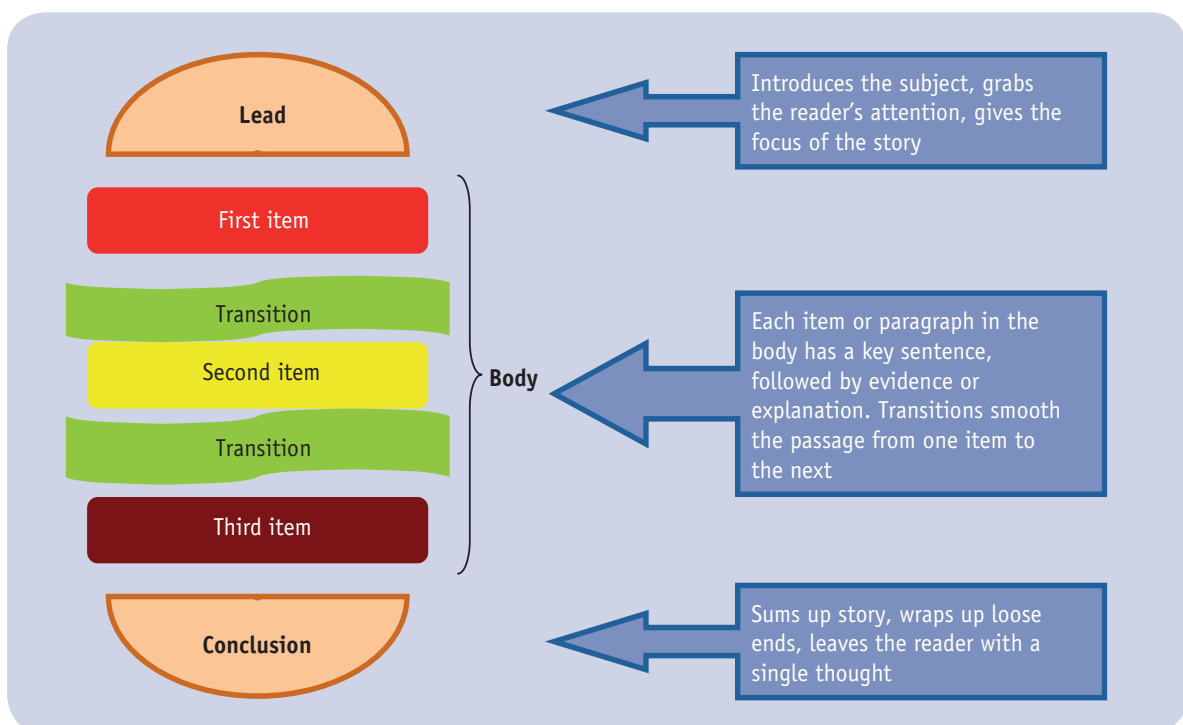 Lead
Introduces the subject, grabs
the reader’s attention, gives the
focus of the story
First item
Transition
Second item
Transition
Third item
Body
Each item or paragraph in the
body has a key sentence,
followed by evidence or
explanation. Transitions smooth
the passage from one item to
the next
Conclusion
Sums up story, wraps up loose
ends, leaves the reader with a
single thought